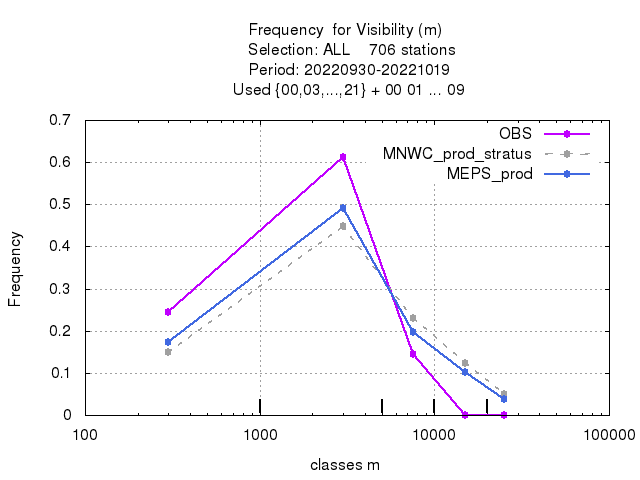 Frequency  for Visibility (m)
Selection: ALL    706 stations
Period: 20220930-20221019
Used {00,03,...,21} + 00 01 ... 09
0.7
0.6
0.5
0.4
0.3
0.2
0.1
0
Frequency
OBS
MNWC_prod_stratus
MEPS_prod
100 1000 10000 100000
classes m